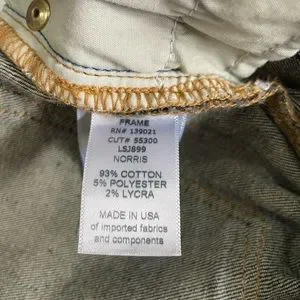 FRAME
RN# 139021
CUT# 55300
LSJ899
NORRIS
93% COTTON
5% POLYESTER
2% LYCRA
MADE IN USA
of imported fabrics
and components